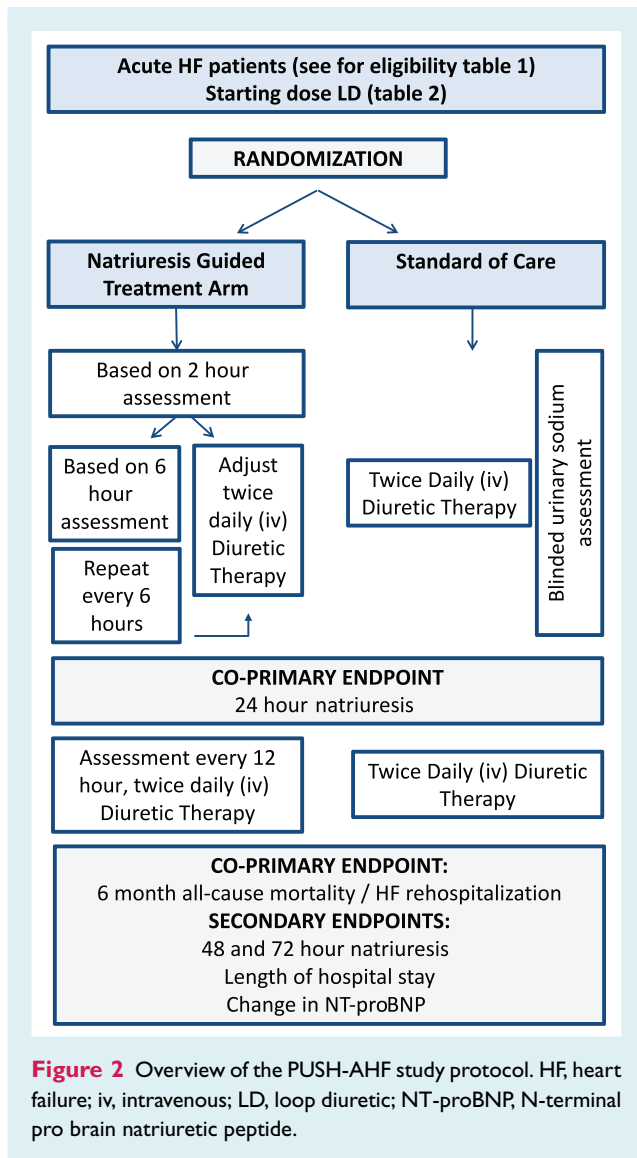 Acute HF patients (see for eligibility table 1)
Starting dose LD (table 2)
RANDOMIZATION
Natriuresis Guided
Treatment Arm
Standard of Care
Based on 2 hour
assessment
Based on 6
hour
assessment
Adjust
twice
daily (iv)
Diuretic
Therapy
Repeat
every 6
hours
Twice Daily (iv)
Diuretic Therapy
Blinded urinary sodium
assessment
CO-PRIMARY ENDPOINT
24 hour natriuresis
Assessment every 12
hour, twice daily (iv)
Diuretic Therapy
Twice Daily (iv) Diuretic
Therapy
CO-PRIMARY ENDPOINT:
6 month all-cause mortality / HF rehospitalization
SECONDARY ENDPOINTS:
48 and 72 hour natriuresis
Length of hospital stay
Change in NT-proBNP
Figure 2 Overview of the PUSH-AHF study protocol. HF, heart
failure; iv, intravenous; LD, loop diuretic; NT-proBNP, N-terminal
pro brain natriuretic peptide.